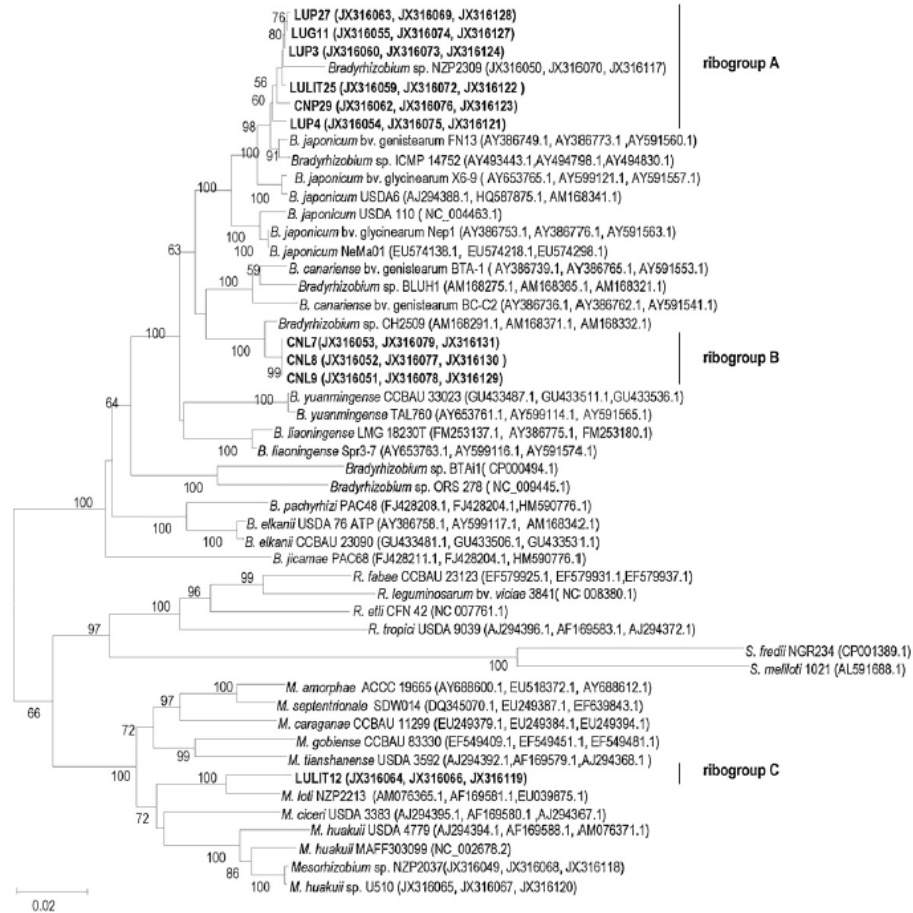 76 LUP27 (JX316063, JX316069, JX316128)
80 LUG11 (JX316055, JX316074, JX316127)
LUP3 (JX316060, JX316073, JX316124)
Bradyrhizobium sp. NZP2309 (JX316050, JX316070, JX316117)
ribogroup A
56 LULIT25 (JX316059, JX316072, JX316122 )
60 CNP29 (JX316062, JX316076, JX316123)
98 LUP4 (JX316054, JX316075, JX316121)
B. japonicum bv. genistearum FN13 (AY386749.1, AY386773.1 ,AY591560.1)
100 91 Bradyrhizobium sp. ICMP 14752 (AY493443.1,AY494798.1,AY494830.1)
B. japonicum bv. glycinearum X6-9 ( AY653765.1, AY599121.1, AY591557.1)
100 100 B. japonicum USDA6 (AJ294388.1, HQ587875.1, AM168341.1)
B. japonicum USDA 110 ( NC_004463.1)
100 B. japonicum bv. glycinearum Nep1 (AY386753.1, AY386776.1, AY591563.1)
63 100 B. japonicum NeMa01 (EU574138.1, EU574218.1,EU574298.1)
59 B. canariense bv. genistearum BTA-1 ( AY386739.1, AY386765.1, AY591553.1)
100 Bradyrhizobium sp. BLUH1 ( AM168275.1, AM168365.1, AM168321.1)
B. canariense bv. genistearum BC-C2 (AY386736.1, AY386762.1, AY591541.1)
100 Bradyrhizobium sp. CH2509 (AM168291.1, AM168371.1, AM168332.1)
100 CNL7(JX316053, JX316079, JX316131)
CNL8 (JX316052, JX316077, JX316130 )
ribogroup B
99 CNL9 (JX316051, JX316078, JX316129)
64 100 B. yuanmingense CCBAU 33023 (GU433487.1, GU433511.1,GU433536.1)
B. yuanmingense TAL760 (AY653761.1, AY599114.1, AY591565.1)
B. liaoningense LMG 18230T (FM253137.1, AY386775.1, FM253180.1)
100 B. liaoningense Spr3-7 (AY653763.1, AY599116.1, AY591574.1)
Bradyrhizobium sp. BTAi1( CP000494.1)
100 Bradyrhizobium sp. ORS 278 ( NC_009445.1)
100 B. pachyrhizi PAC48 (FJ428208.1, FJ428204.1,HM590776.1)
100 B. elkanii USDA 76 ATP (AY386758.1, AY599117.1, AM168342.1)
100 B. elkanii CCBAU 23090 (GU433481.1, GU433506.1, GU433531.1)
B. jicamae PAC68 (FJ428211.1, FJ428204.1, HM590776.1)
99 R. fabae CCBAU 23123 (EF579925.1, EF579931.1,EF579937.1)
96 R. leguminosarum bv. viciae 3841( NC 008380.1)
100 R. etli CFN 42 (NC 007761.1)
97 R. tropici USDA 9039 (AJ294396.1, AF169583.1, AJ294372.1)
S. fredii NGR234 (CP001389.1)
100 S. meliloti 1021 (AL591688.1)
100 M. amorphae ACCC 19665 (AY688600.1, EU518372.1, AY688612.1)
66 97 M. septentrionale SDW014 (DQ345070.1, EU249387.1, EF639843.1)
72 M. caraganae CCBAU 11299 (EU249379.1, EU249384.1,EU249394.1)
M. gobiense CCBAU 83330 (EF549409.1, EF549451.1, EF549481.1)
99 M. tianshanense USDA 3592 (AJ294392.1,AF169579.1,AJ294368.1)
100 100 LULIT12 (JX316064, JX316066, JX316119)
ribogroup C
M. loti NZP2213 (AM076365.1, AF169581.1,EU039875.1)
72 M. ciceri USDA 3383 (AJ294395.1, AF169580.1 ,AJ294367.1)
M. huakuii USDA 4779 (AJ294394.1, AF169588.1, AM076371.1)
100 M. huakuii MAFF303099 (NC_002678.2)
86 Mesorhizobium sp. NZP2037(JX316049, JX316068, JX316118)
100 M. huakuii sp. U510 (JX316065, JX316067, JX316120)
0.02